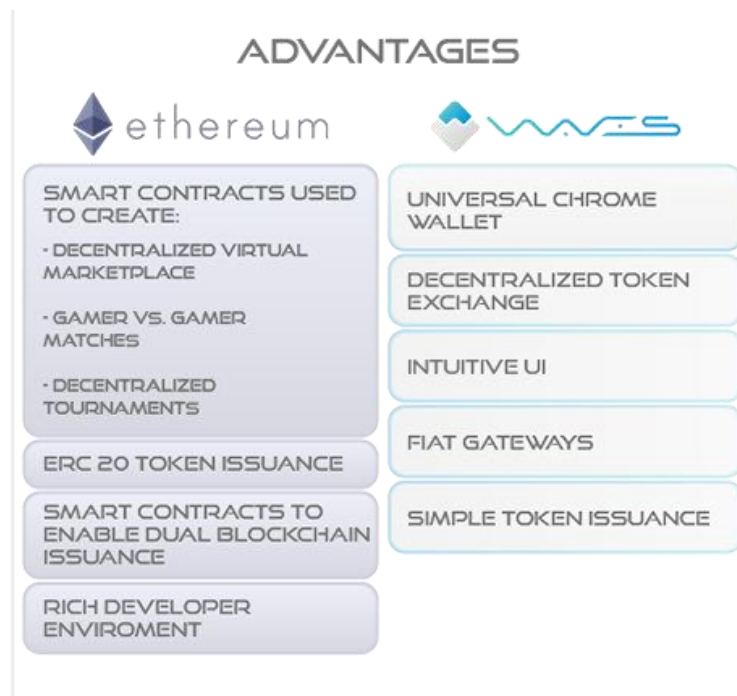 ADVANTAGES
ethereum
SMART CONTRACTS USED
TO CREATE:
- DECENTRALIZED VIRTUAL
MARKETPLACE
- GAMER VS. GAMER
MATCHES
- DECENTRALIZED
TOURNAMENTS
ERC 20 TOKEN ISSUANCE
SMART CONTRACTS TO
ENABLE DUAL BLOCKCHAIN
ISSUANCE
RICH DEVELOPER
ENVIROMENT
WAVES
UNIVERSAL CHROME
WALLET
DECENTRALIZED TOKEN
EXCHANGE
INTUITIVE UI
FIAT GATEWAYS
SIMPLE TOKEN ISSUANCE